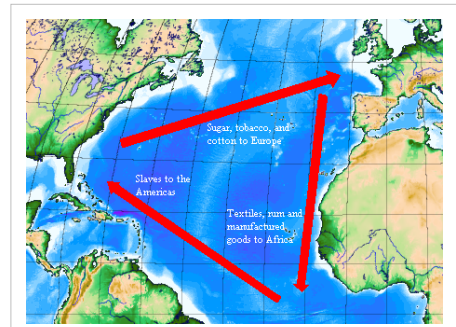 Sugar, tobacco, and
cotton to Europe
Slaves to the
Americas
Textiles, rum and
manufactured
goods to Africa